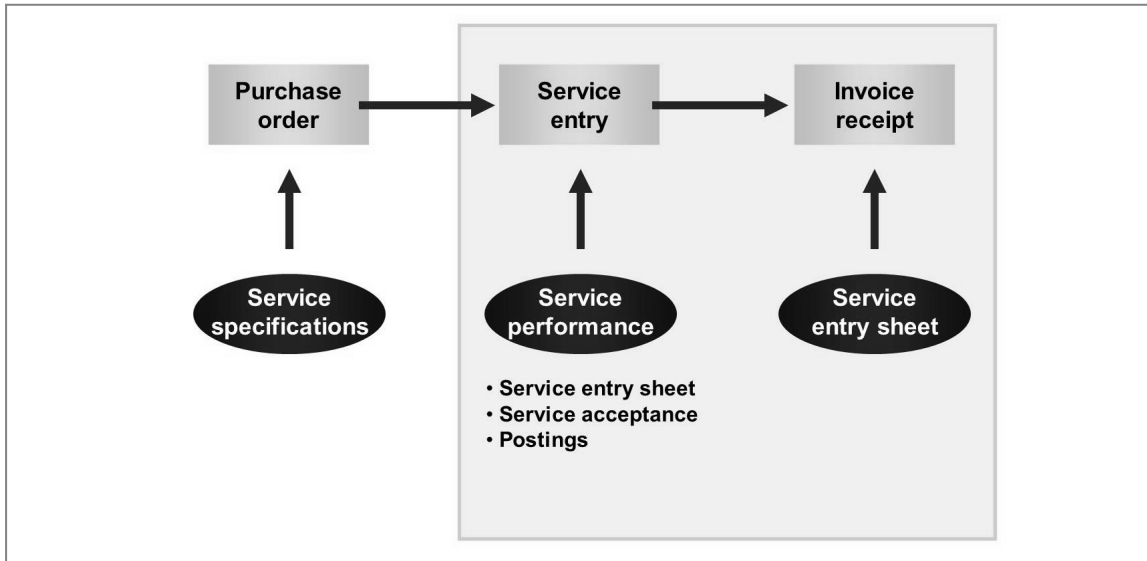 Purchase
order
Service
entry
Invoice
receipt
Service
specifications
Service
performance
Service
entry sheet
• Service entry sheet
• Service acceptance
• Postings